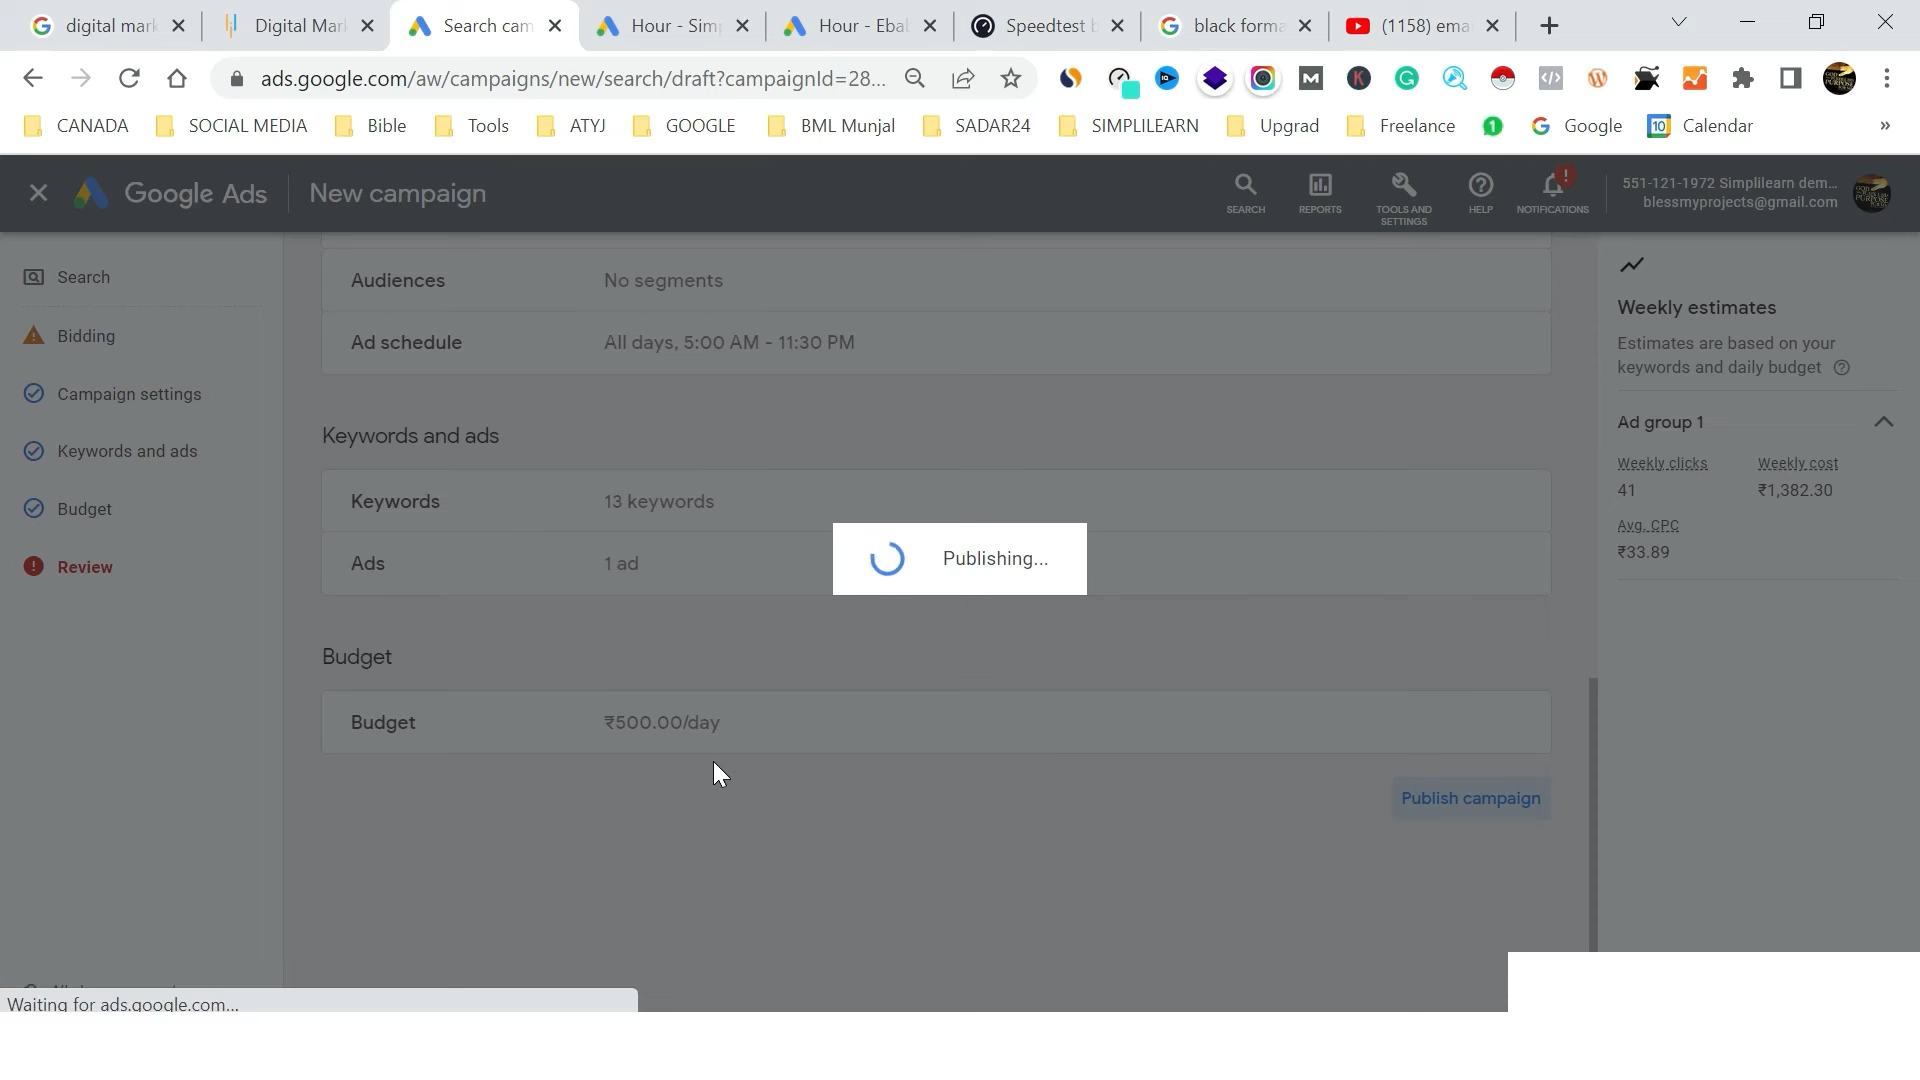 digital mark
Digital Mar
Search cam
Hour - Simp
Hour - Ebal
Speedtest b
black forma
(1158) ema
ads.google.com/aw/campaigns/new/search/draft?campaignId=28...
CANADA
SOCIAL MEDIA
Bible
Tools
ATYJ
GOOGLE
BML Munjal
SADAR24
SIMPLILEARN
Upgrad
Freelance
Google
Calendar
»
Google Ads
New campaign
SEARCH
REPORTS
TOOLS AND
SETTINGS
HELP
NOTIFICATIONS
551-121-1972 Simplilearn dem...
blessmyprojects@gmail.com
Search
Bidding
Campaign settings
Keywords and ads
Budget
Review
Audiences No segments
Ad schedule All days, 5:00 AM - 11:30 PM
Keywords and ads
Keywords 13 keywords
Ads 1 ad
Publishing...
Budget
Budget ₹500.00/day
Publish campaign
Weekly estimates
Estimates are based on your
keywords and daily budget
Ad group 1
Weekly clicks Weekly cost
41 ₹1,382.30
Avg. CPC
₹33.89
Waiting for ads.google.com...